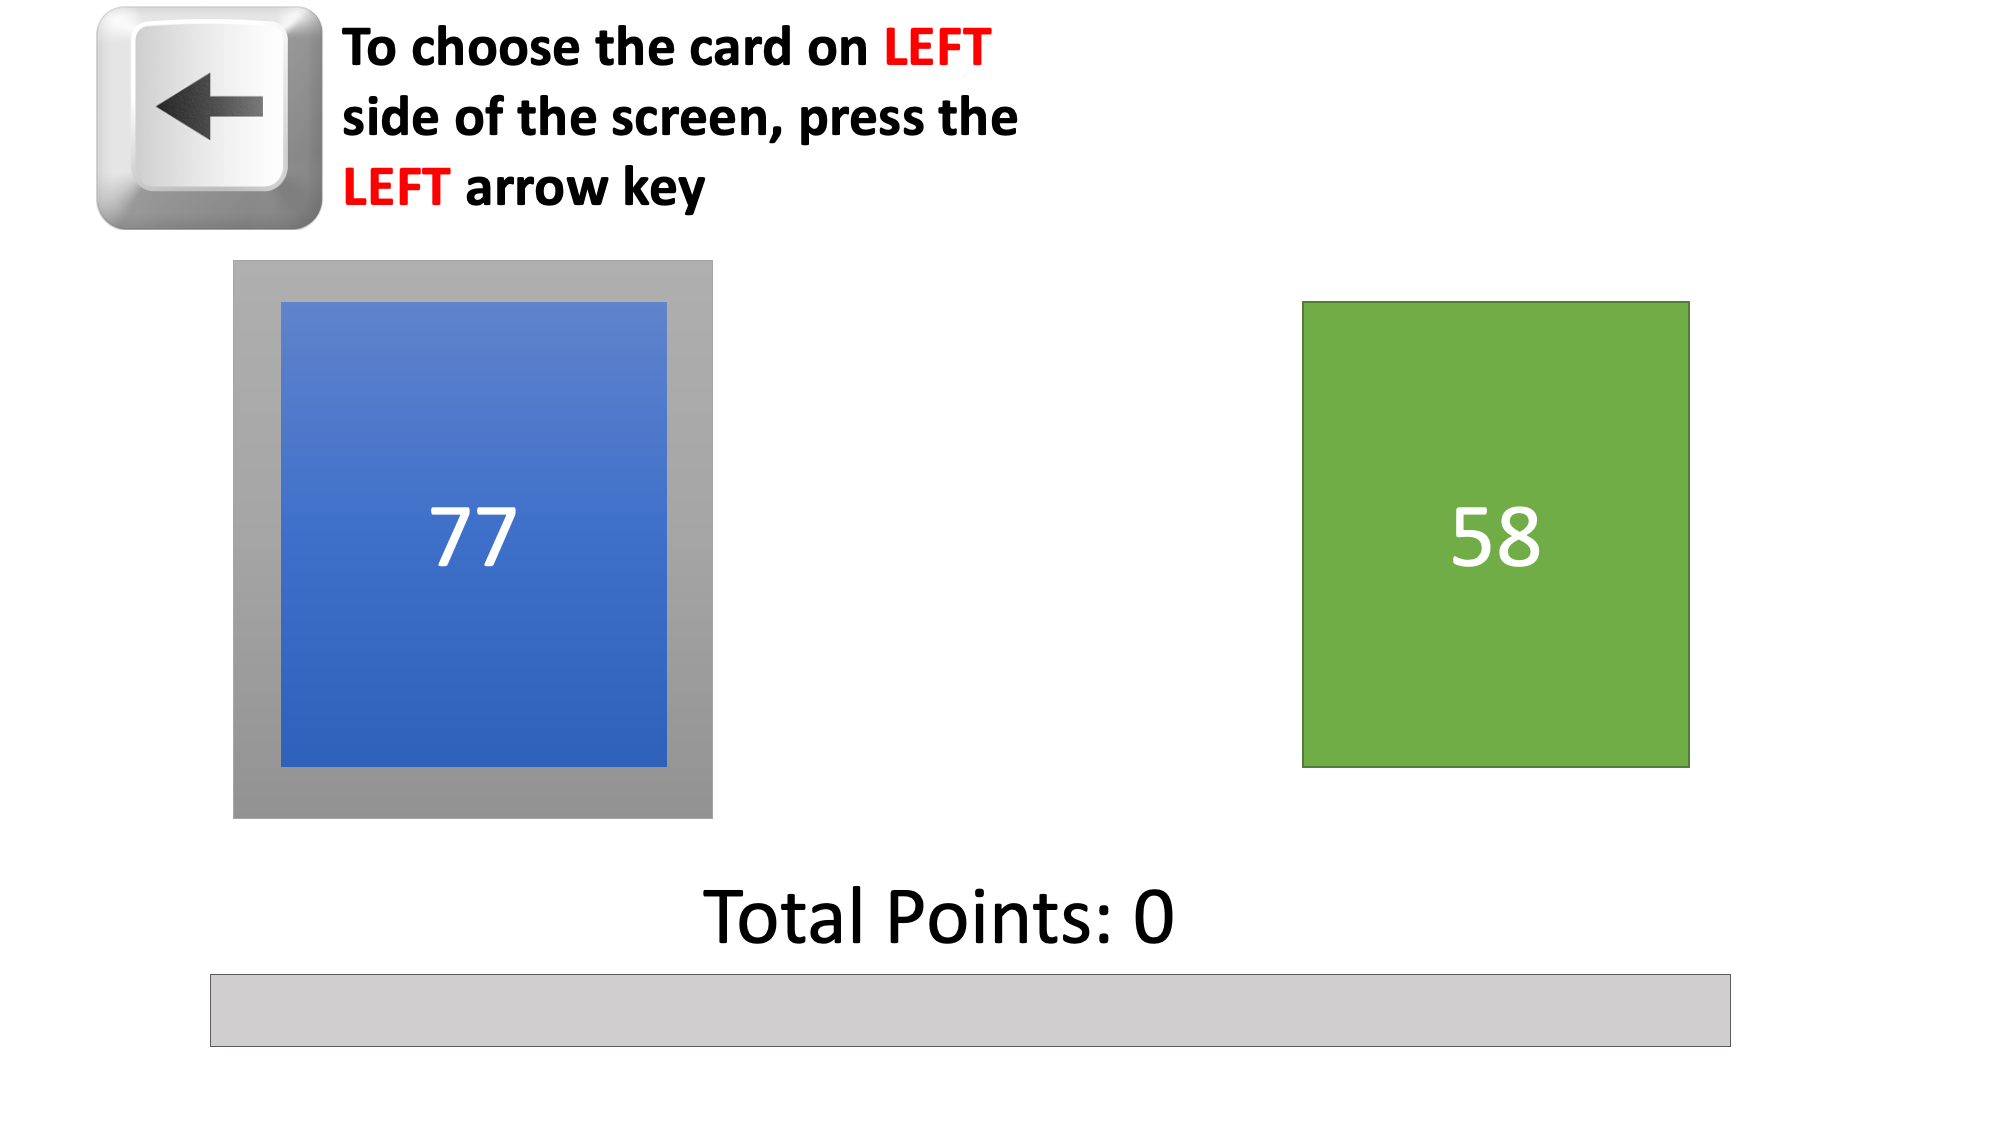 To choose the card on LEFT
side of the screen, press the
LEFT arrow key
77
58
Total Points: 0